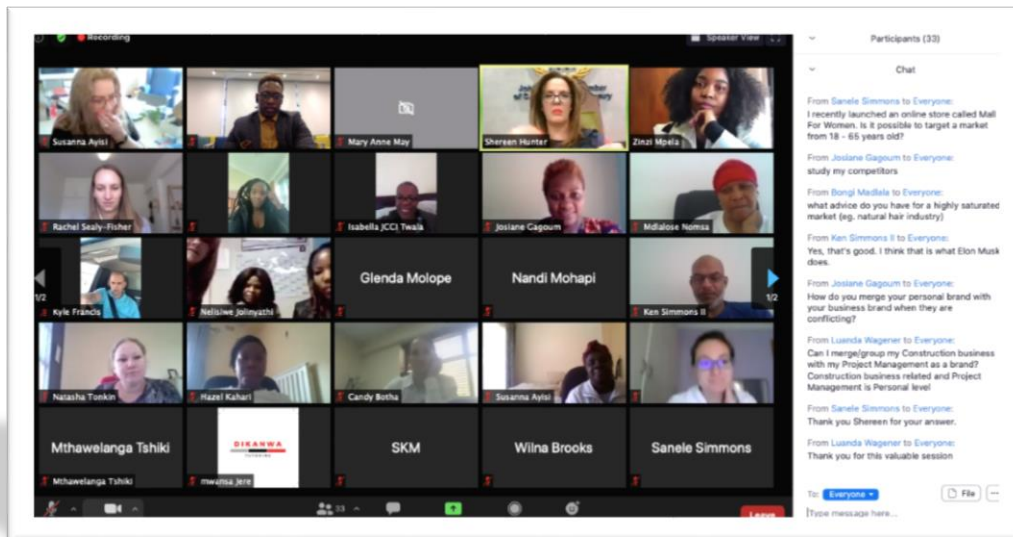 Recording
Speaker View
Susanna Ayisi
Mary Anne May
Shereen Hunter
Zinzi Mpela
Rachel Sealy-Fisher
Isabella JCCI Twala
Josiane Gagoum
Mdlalose Nomsa
1/2
Kyle Francis
Nelisiwe Jolinyathi
Glenda Molope
Nandi Mohapi
Ken Simmons II
1/2
Natasha Tonkin
Hazel Kahari
Candy Botha
Susanna Ayisi
Mthawelanga Tshiki
Mthawelanga Tshiki
DIKANWA
mwansa Jere
SKM
Wilna Brooks
Sanele Simmons
33
Leave
Participants (33)
Chat
From Sanele Simmons to Everyone:
I recently launched an online store called Mall
For Women. Is it possible to target a market
from 18 - 65 years old?
From Josiane Gagoum to Everyone:
study my competitors
From Bongi Madlala to Everyone:
what advice do you have for a highly saturated
market (eg. natural hair industry)
From Ken Simmons II to Everyone:
Yes, that's good. I think that is what Elon Musk
does.
From Josiane Gagoum to Everyone:
How do you merge your personal brand with
your business brand when they are
conflicting?
From Luanda Wagener to Everyone:
Can I merge/group my Construction business
with my Project Management as a brand?
Construction business related and Project
Management is Personal level
From Sanele Simmons to Everyone:
Thank you Shereen for your answer.
From Luanda Wagener to Everyone:
Thank you for this valuable session
To: Everyone
File
Type message here...